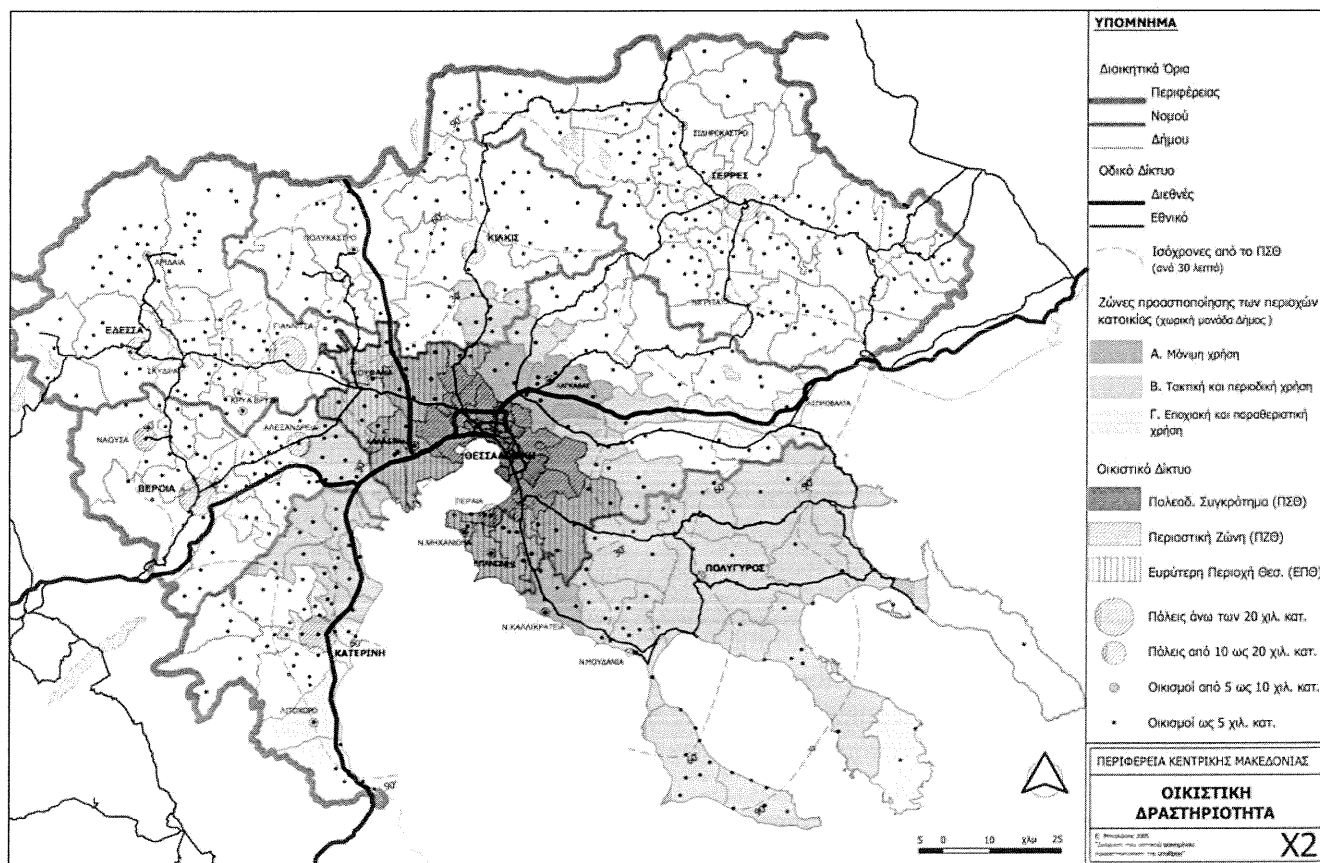 ΣΙΔΗΡΟΚΑΣΤΡΟ
ΣΕΡΡΕΣ
ΠΟΛΥΚΑΣΤΡΟ
ΚΙΛΚΙΣ
ΑΡΙΔΑΙΑ
ΕΔΕΣΣΑ
ΓΙΑΝΝΙΤΣΑ
ΝΙΓΡΙΤΑ
ΣΚΥΔΡΑ
ΛΑΓΚΑΔΑΣ
ΚΡΥΑ ΒΡΥΣΗ
ΑΛΕΞΑΝΔΡΕΙΑ
ΝΑΟΥΣΑ
ΘΕΣΣΑΛΟΝΙΚΗ
ΒΕΡΟΙΑ
ΠΕΡΑΙΑ
Ν.ΜΗΧΑΝΙΩΝΑ
ΠΟΛΥΓΥΡΟΣ
Ν.ΚΑΛΛΙΚΡΑΤΕΙΑ
ΚΑΤΕΡΙΝΗ
Ν.ΜΟΥΔΑΝΙΑ
ΛΙΤΟΧΩΡΟ
90'
5 0 10 χλμ 25
ΥΠΟΜΝΗΜΑ
Διοικητικά Όρια
Περιφέρειας
Νομού
Δήμου
Οδικό Δίκτυο
Διεθνές
Εθνικό
Ισόχρονες από το ΠΣΘ
(ανά 30 λεπτά)
Ζώνες προαστιοποίησης των περιοχών
κατοικίας (χωρική μονάδα Δήμος)
Α. Μόνιμη χρήση
Β. Τακτική και περιοδική χρήση
Γ. Εποχιακή και παραθεριστική
χρήση
Οικιστικό Δίκτυο
Πολεοδ. Συγκρότημα (ΠΣΘ)
Περιαστική Ζώνη (ΠΖΘ)
Ευρύτερη Περιοχή Θεσ. (ΕΠΘ)
Πόλεις άνω των 20 χιλ. κατ.
Πόλεις από 10 ως 20 χιλ. κατ.
Οικισμοί από 5 ως 10 χιλ. κατ.
Οικισμοί ως 5 χιλ. κατ.
ΠΕΡΙΦΕΡΕΙΑ ΚΕΝΤΡΙΚΗΣ ΜΑΚΕΔΟΝΙΑΣ
ΟΙΚΙΣΤΙΚΗ
ΔΡΑΣΤΗΡΙΟΤΗΤΑ
X2